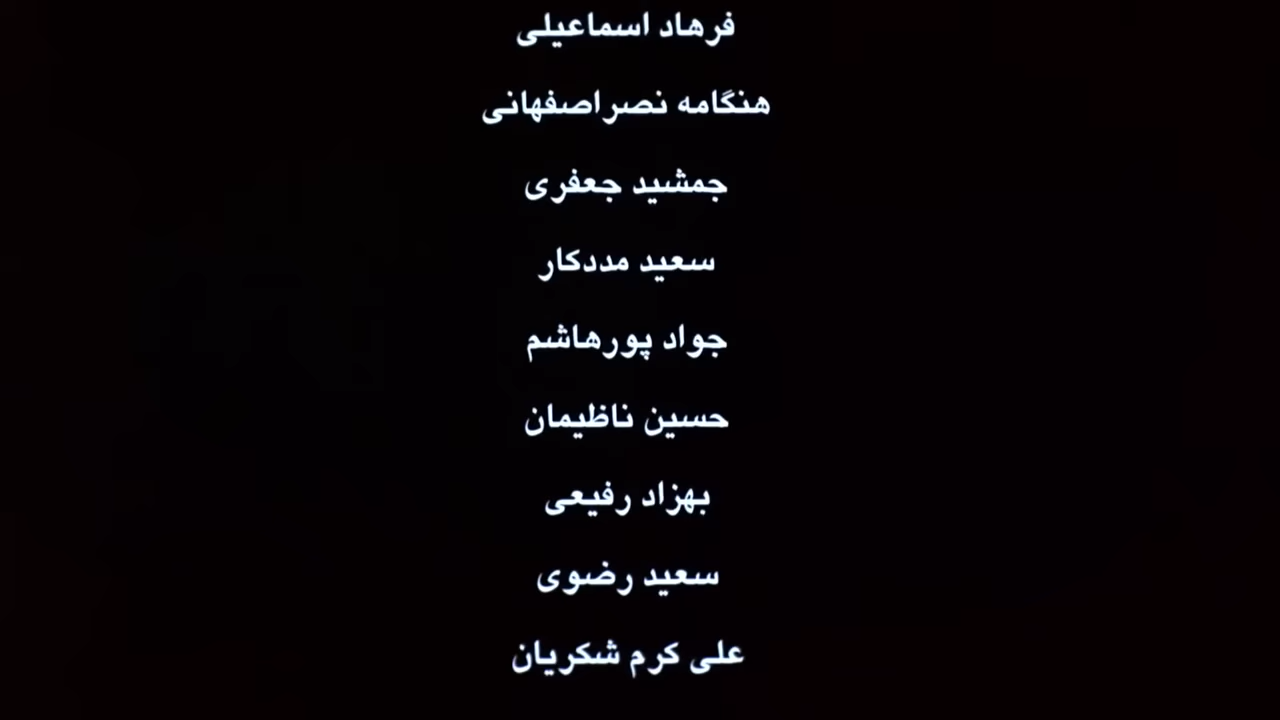 فرهاد اسماعیلی
هنگامه نصراصفهانی
جمشید جعفری
سعید مددکار
جواد پورهاشم
حسین ناظیمان
بهزاد رفیعی
سعید رضوی
علی کرم شکریان